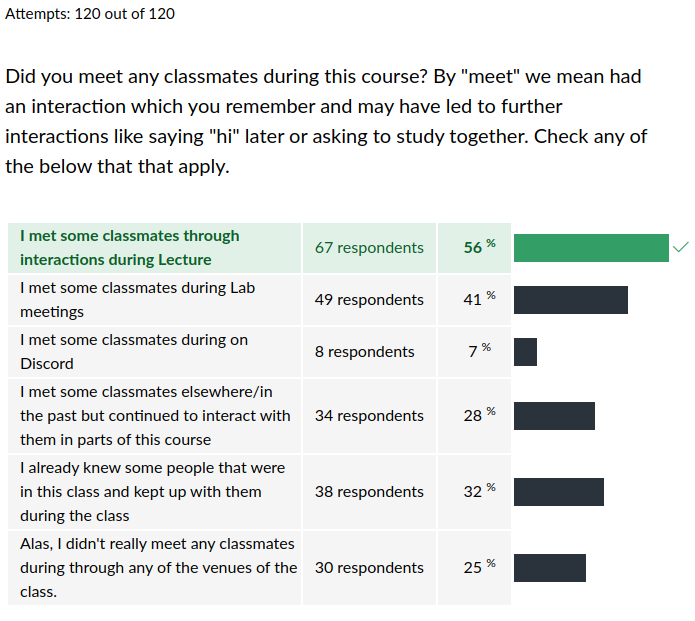 Attempts: 120 out of 120
Did you meet any classmates during this course? By "meet" we mean had
an interaction which you remember and may have led to further
interactions like saying "hi" later or asking to study together. Check any of
the below that that apply.
I met some classmates through
interactions during Lecture
67 respondents
56 %
I met some classmates during Lab
meetings
49 respondents
41 %
I met some classmates during on
Discord
8 respondents
7 %
I met some classmates elsewhere/in
the past but continued to interact with
them in parts of this course
34 respondents
28 %
I already knew some people that were
in this class and kept up with them
during the class
38 respondents
32 %
Alas, I didn't really meet any classmates
during through any of the venues of the
class.
30 respondents
25 %